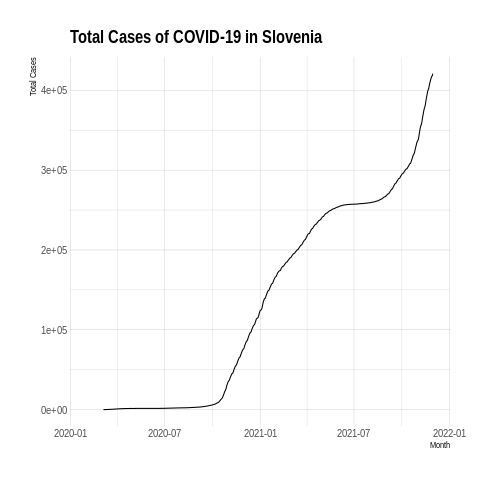 Total Cases of COVID-19 in Slovenia
Total Cases
4e+05
3e+05
2e+05
1e+05
0e+00
2020-01 2020-07 2021-01 2021-07 2022-01
Month